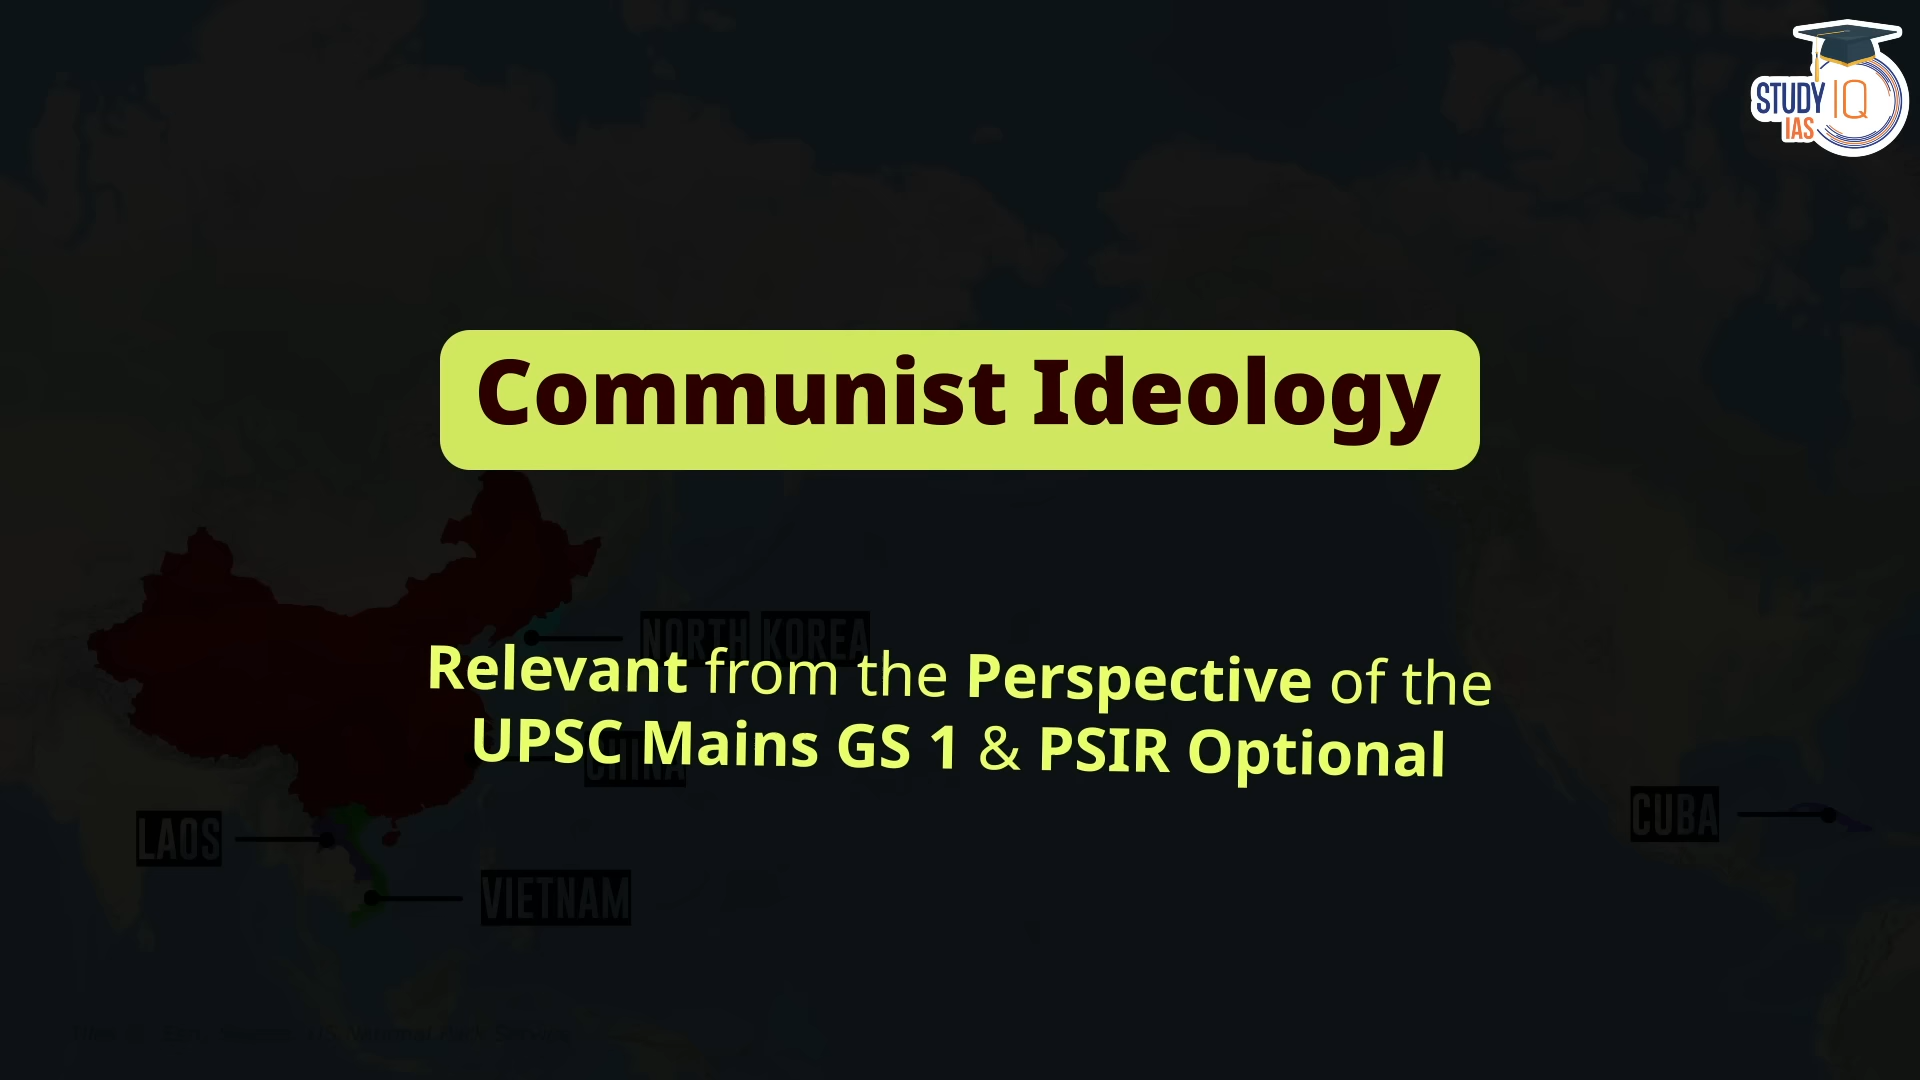 STUDY IQ
IAS
Communist Ideology
NORTH KOREA
Relevant from the Perspective of the
UPSC Mains GS 1 & PSIR Optional
CHINA
LAOS
CUBA
VIETNAM